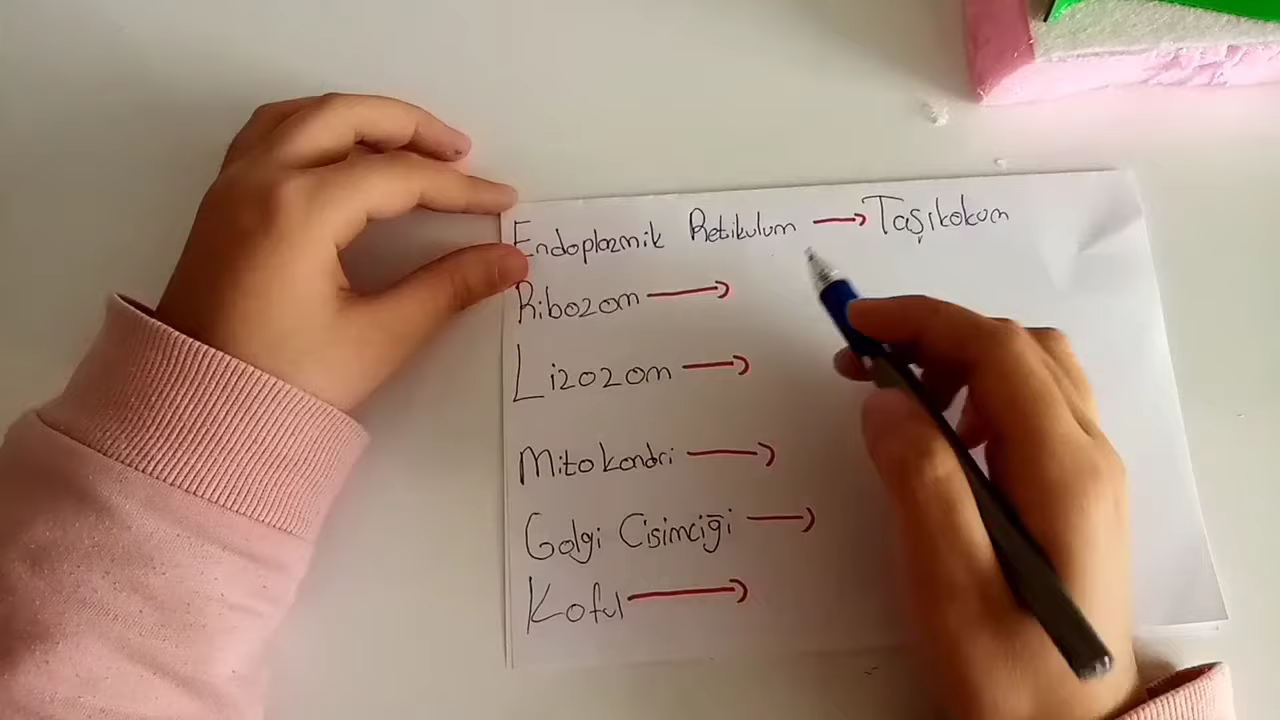 Endoplazmik Retikulum → Taşıkokom
Ribozom →
Lizozom →
Mitokondri →
Golgi Cisimciği →
Koful →